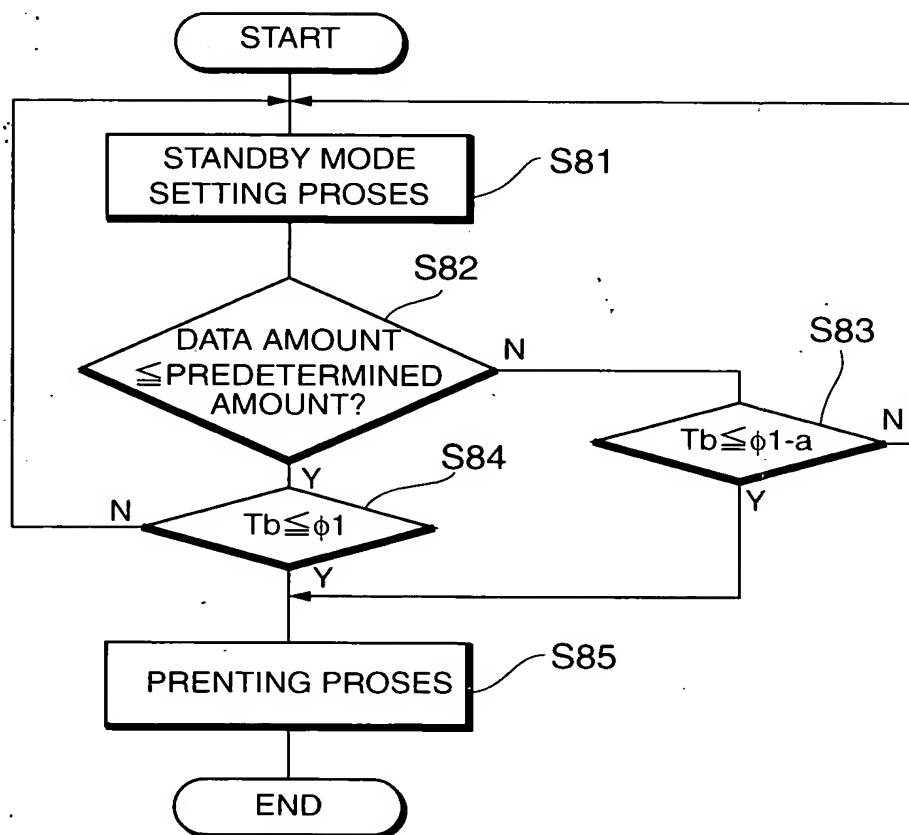 START
STANDBY MODE
SETTING PROSES
S81
S82
DATA AMOUNT
≦PREDETERMINED
AMOUNT?
N
S83
Tb≦φ1-a
N
Y
Y
S84
N
Tb≦φ1
Y
PRENTING PROSES
S85
END